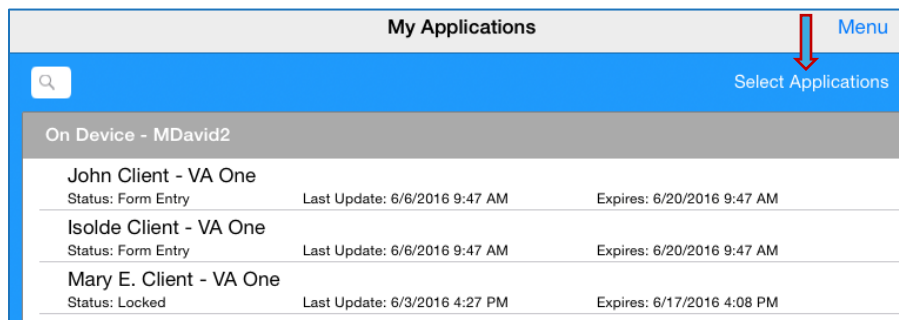 My Applications Menu
Select Applications
On Device - MDavid2
John Client - VA One
Status: Form Entry Last Update: 6/6/2016 9:47 AM Expires: 6/20/2016 9:47 AM
Isolde Client - VA One
Status: Form Entry Last Update: 6/6/2016 9:47 AM Expires: 6/20/2016 9:47 AM
Mary E. Client - VA One
Status: Locked Last Update: 6/3/2016 4:27 PM Expires: 6/17/2016 4:08 PM